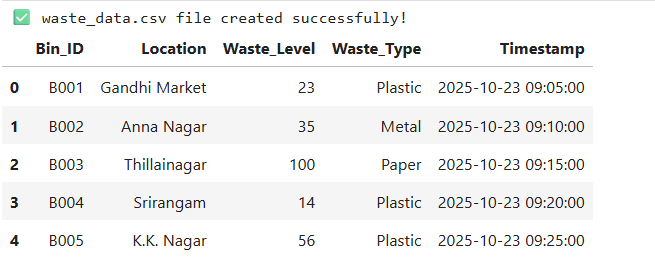 ✅ waste_data.csv file created successfully!
Bin_ID Location Waste_Level Waste_Type Timestamp
0 B001 Gandhi Market 23 Plastic 2025-10-23 09:05:00
1 B002 Anna Nagar 35 Metal 2025-10-23 09:10:00
2 B003 Thillainagar 100 Paper 2025-10-23 09:15:00
3 B004 Srirangam 14 Plastic 2025-10-23 09:20:00
4 B005 K.K. Nagar 56 Plastic 2025-10-23 09:25:00